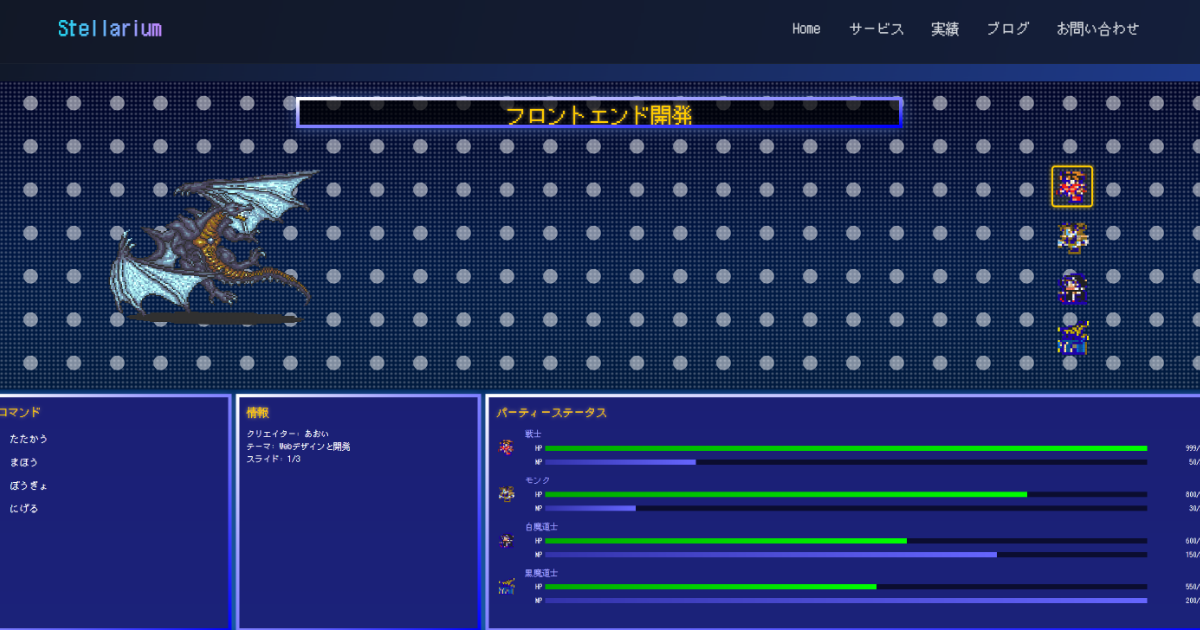 Stellarium
Home サービス 実績 ブログ お問い合わせ
フロントエンド開発
コマンド
たたかう
まほう
ぼうぎょ
にげる
情報
クリエイター: あおい
テーマ: Webデザインと開発
スライド: 1/3
パーティーステータス
戦士
HP 999/
MP 50/
モンク
HP 800/
MP 30/
白魔道士
HP 600/
MP 150/
黒魔道士
HP 550/
MP 200/